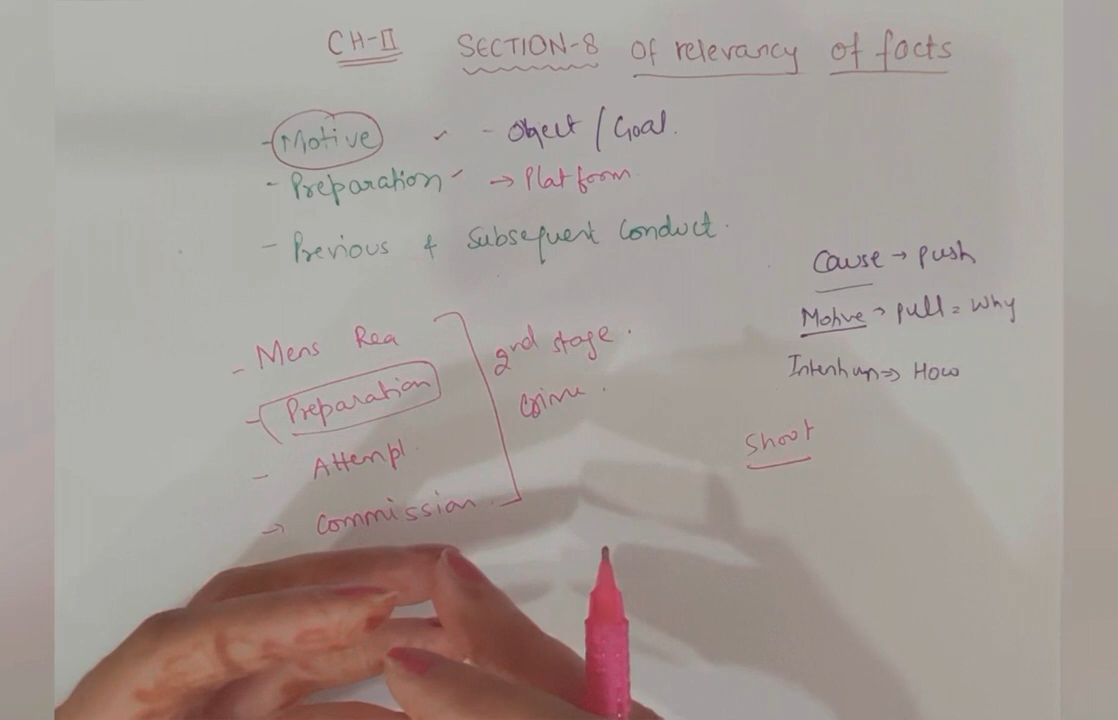 CH-II SECTION-8 of relevancy of facts
- Motive - Object / Goal.
- Preparation → Platform
- Previous & Subsequent Conduct.
Cause → push
Motive → pull = Why
Intention => How
- Mens Rea
- Preparation
- Attempt
→ Commission
2nd stage.
Crime.
Shoot